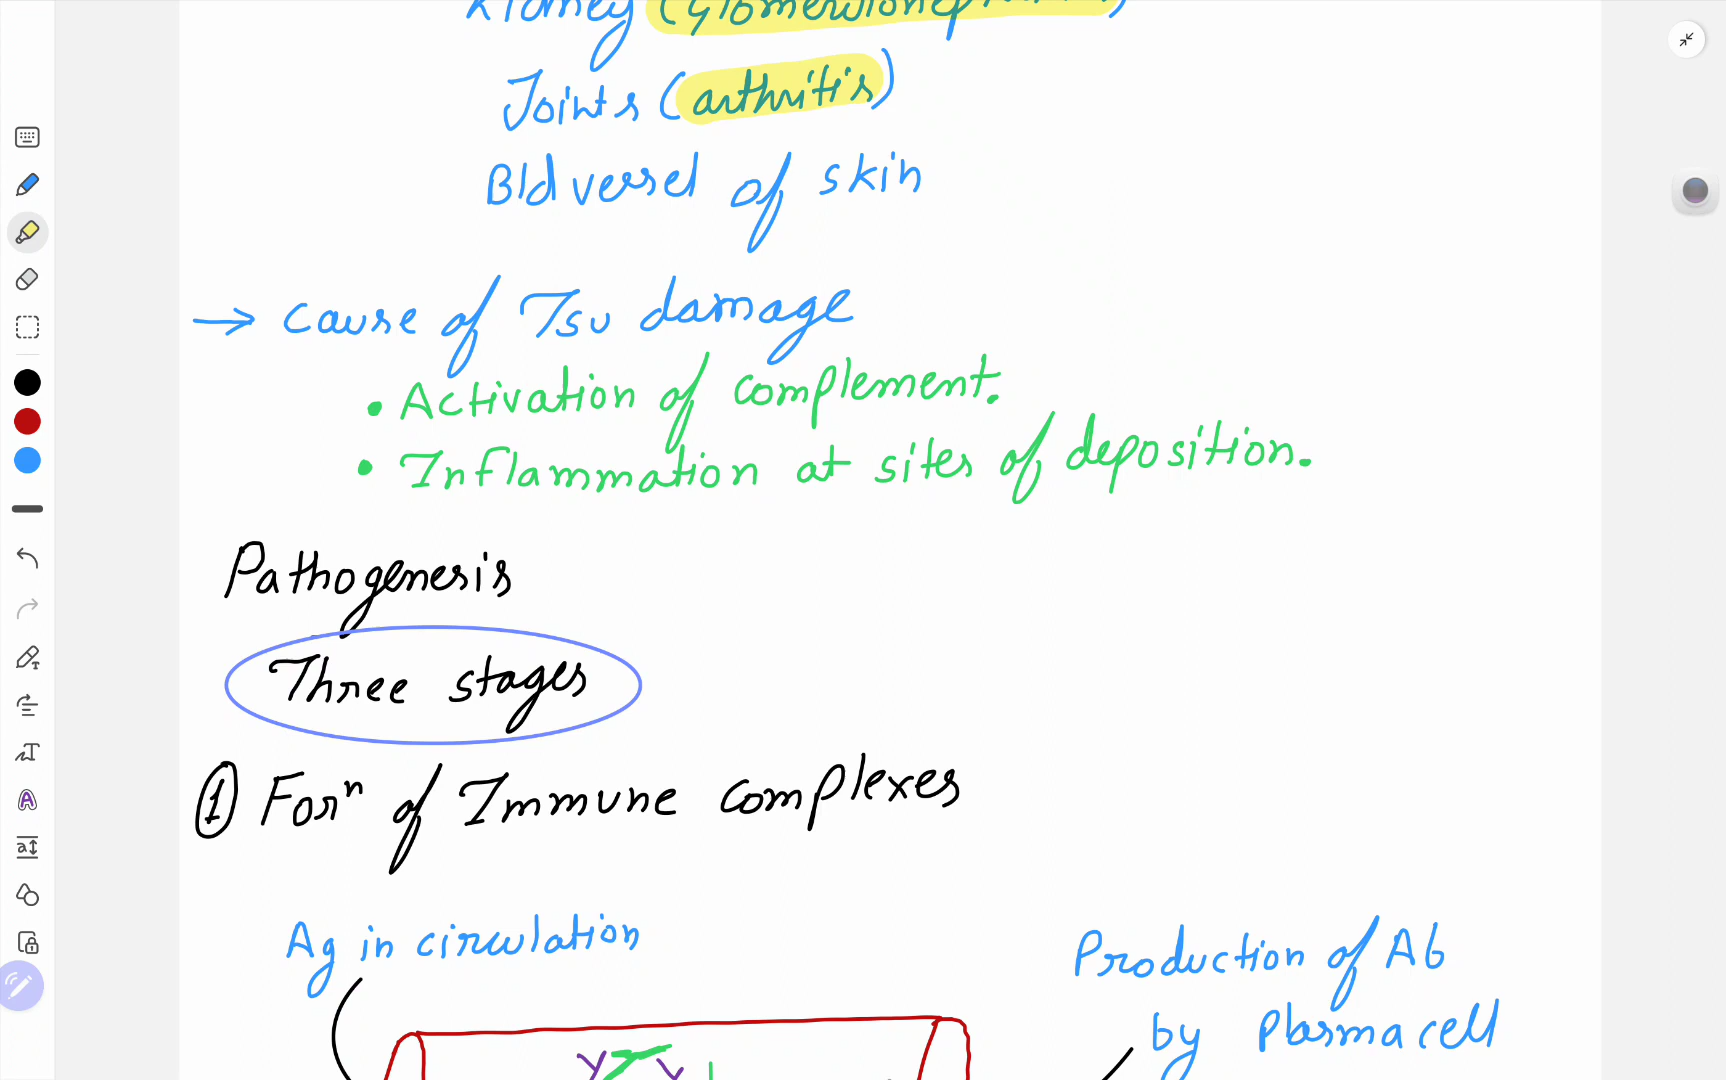 Kidney (Glomerulonephritis)
Joints (arthritis)
Bld vessel of skin
→ cause of Tsu damage
• Activation of complement.
• Inflammation at sites of deposition.
Pathogenesis
Three stages
① Forⁿ of Immune complexes
Ag in circulation
Production of Ab
by Plasma cell